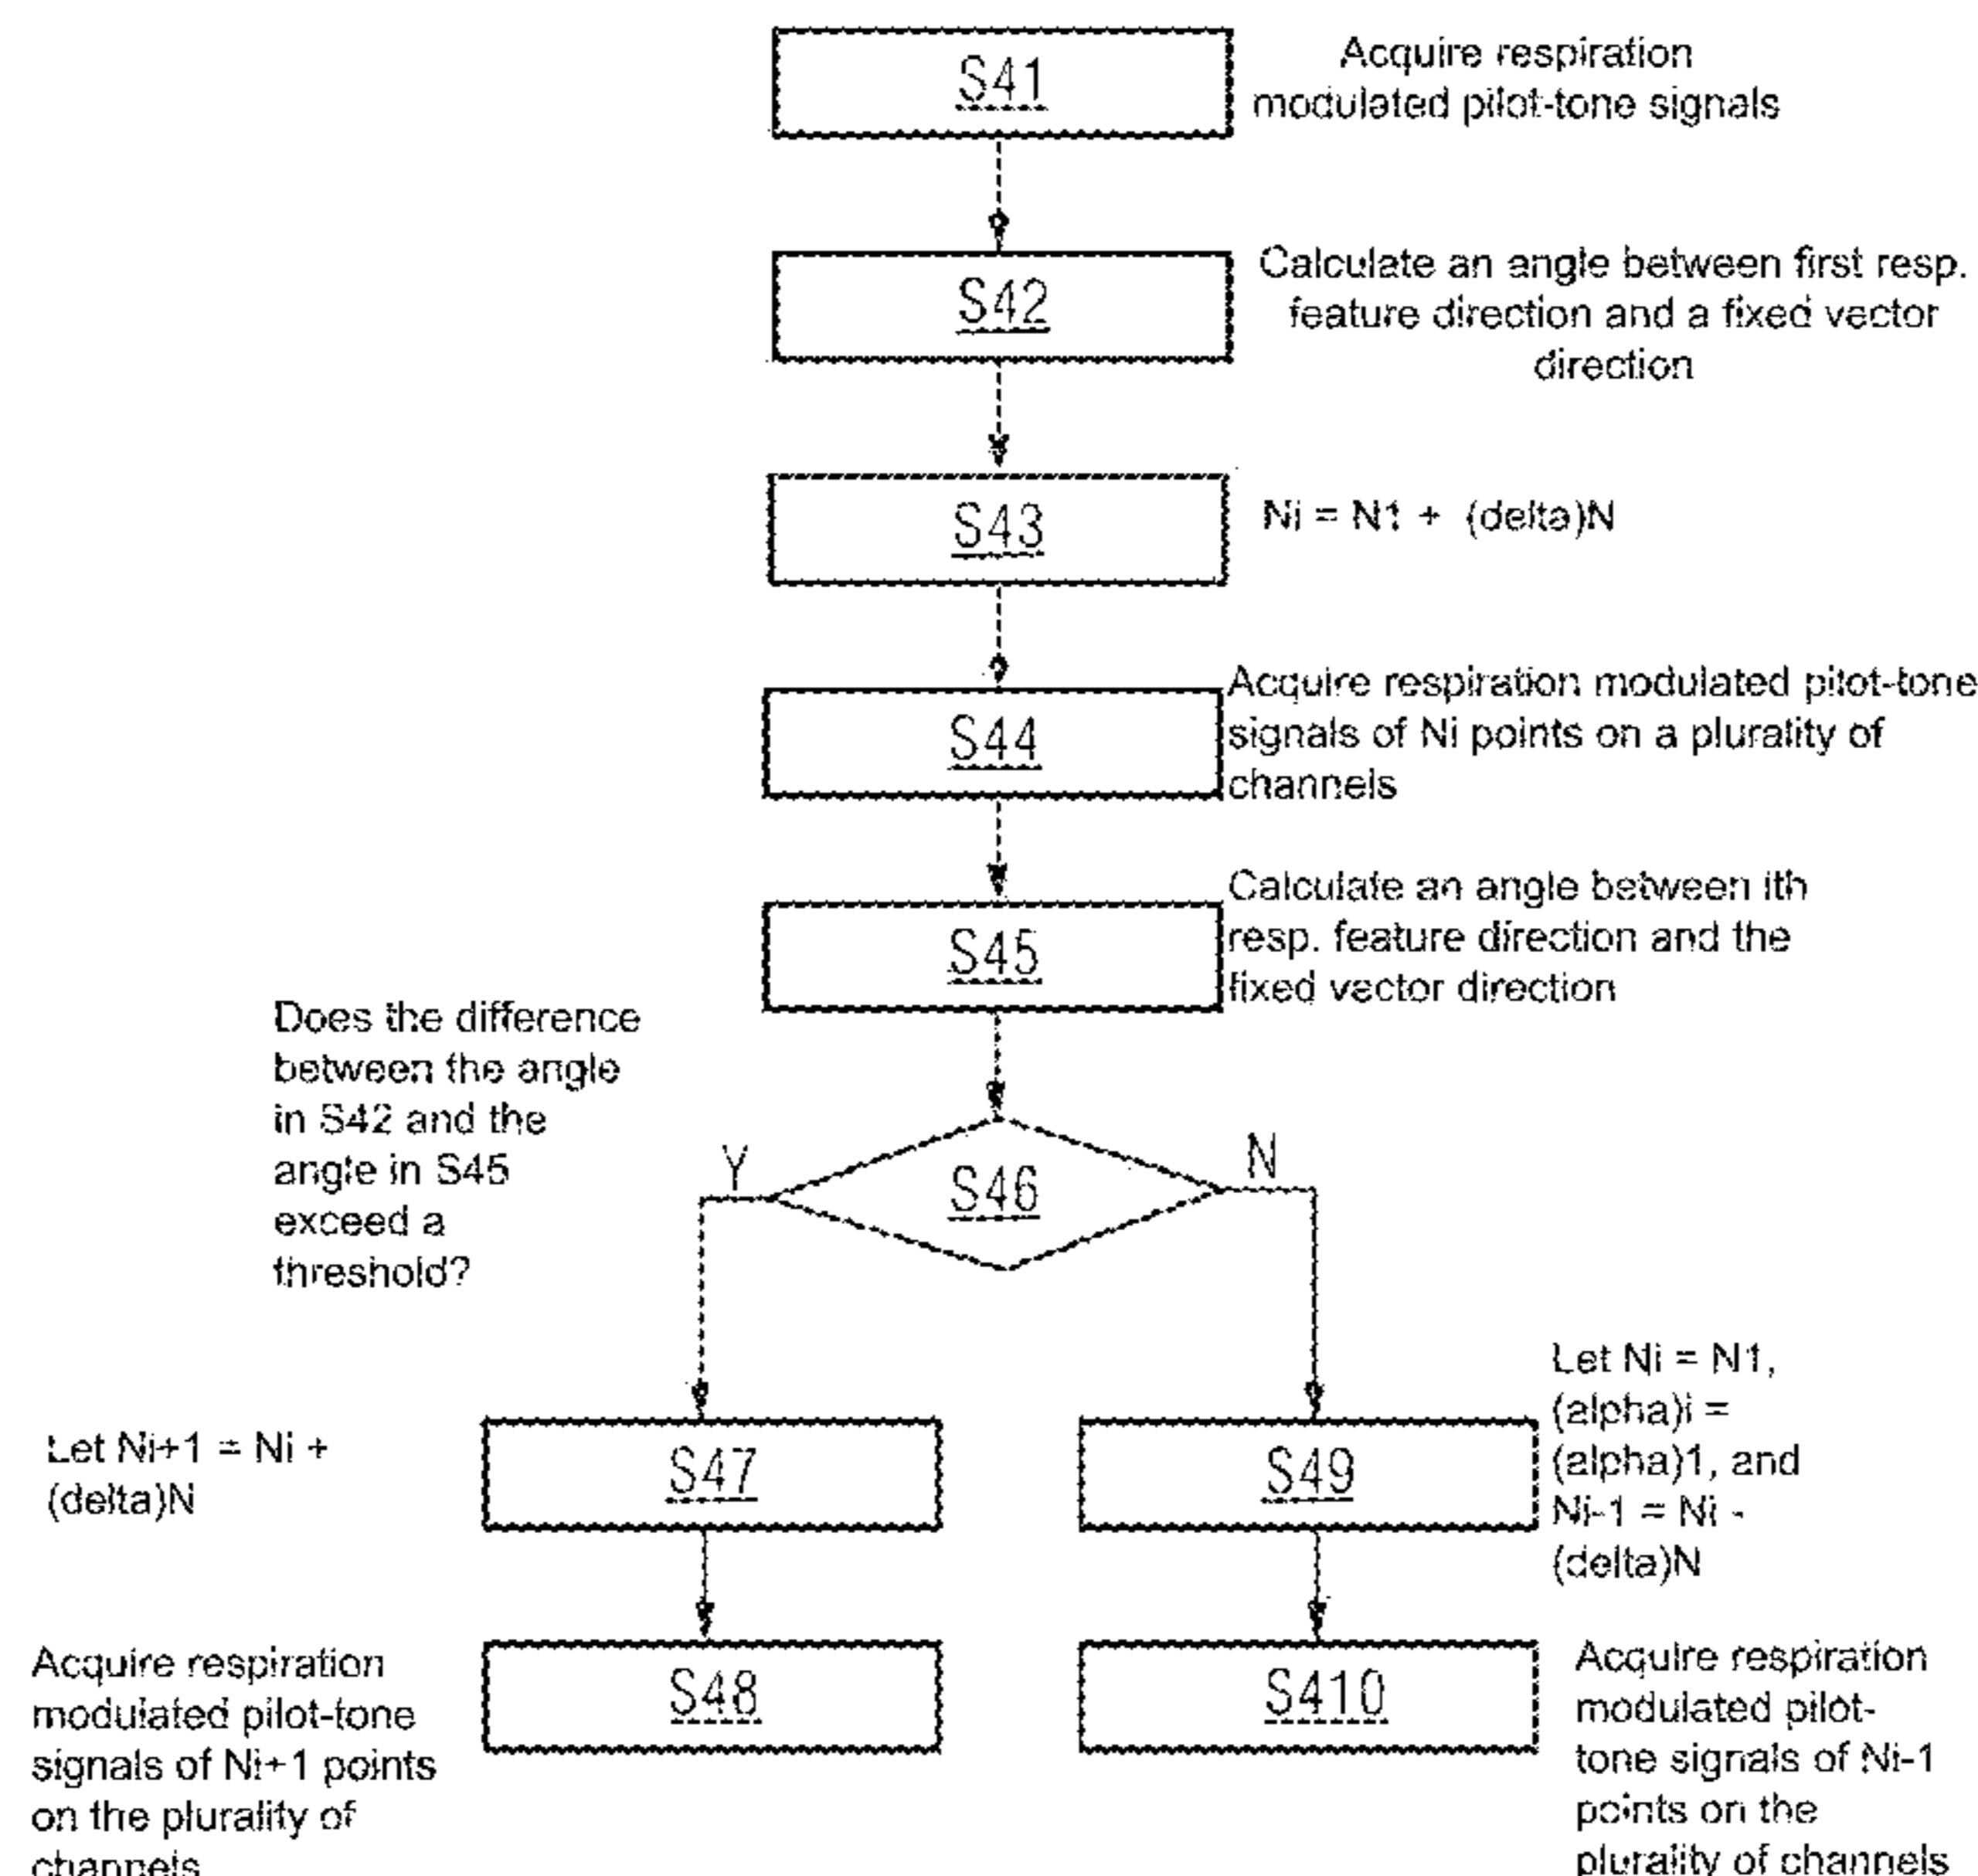 S41
Acquire respiration
modulated pilot-tone signals
S42
Calculate an angle between first resp.
feature direction and a fixed vector
direction
S43
Ni = N1 + (delta)N
S44
Acquire respiration modulated pilot-tone
signals of Ni points on a plurality of
channels
S45
Calculate an angle between ith
resp. feature direction and the
fixed vector direction
Does the difference
between the angle
in S42 and the
angle in S45
exceed a
threshold?
Y
S46
N
Let Ni+1 = Ni +
(delta)N
S47
S49
Let Ni = N1,
(alpha)i =
(alpha)1, and
Ni-1 = Ni -
(delta)N
Acquire respiration
modulated pilot-tone
signals of Ni+1 points
on the plurality of
channels
S48
S410
Acquire respiration
modulated pilot-
tone signals of Ni-1
points on the
plurality of channels